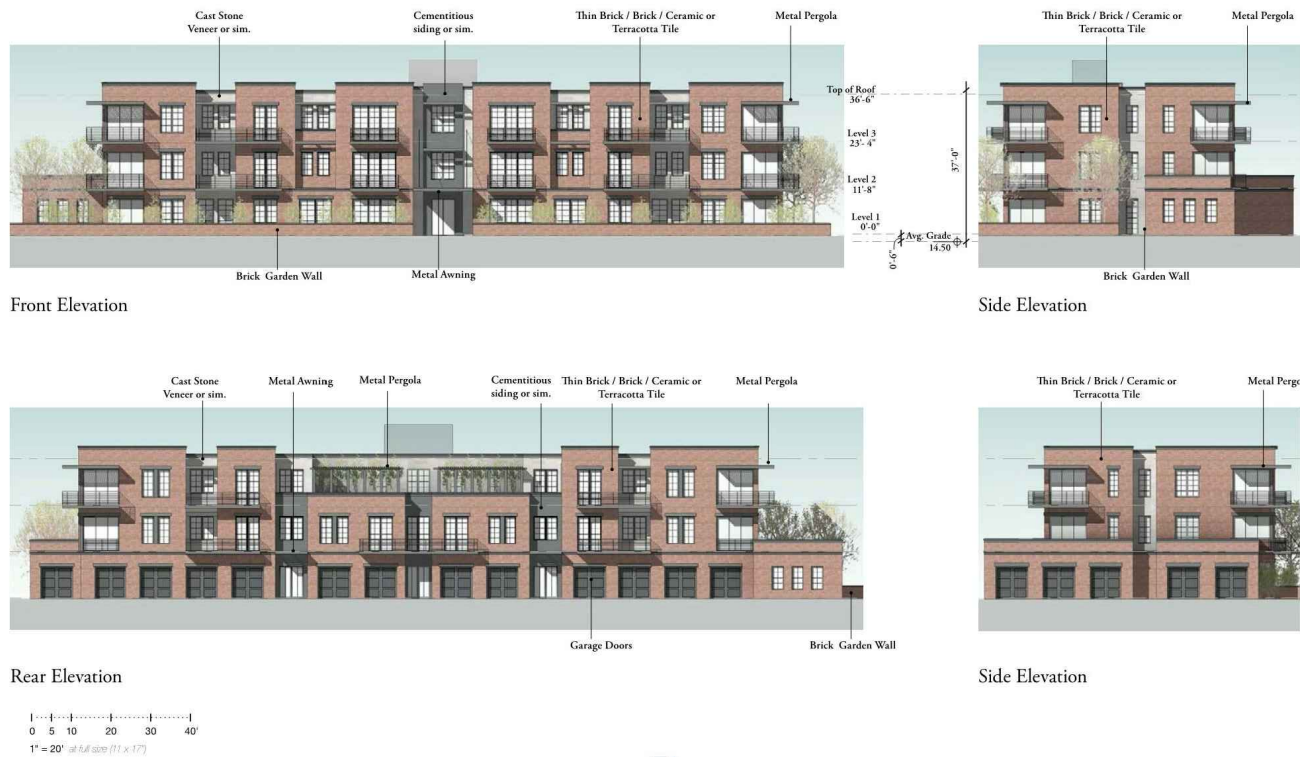 Cast Stone
Veneer or sim.
Cementitious
siding or sim.
Thin Brick / Brick / Ceramic or
Terracotta Tile
Metal Pergola
Thin Brick / Brick / Ceramic or
Terracotta Tile
Metal Pergola
Top of Roof
36'-6"
Level 3
23'- 4"
Level 2
11'-8"
Level 1
0'-0"
Avg. Grade
14.50
0'-6"
37'-0"
Brick Garden Wall
Metal Awning
Brick Garden Wall
Front Elevation
Side Elevation
Cast Stone
Veneer or sim.
Metal Awning
Metal Pergola
Cementitious
siding or sim.
Thin Brick / Brick / Ceramic or
Terracotta Tile
Metal Pergola
Thin Brick / Brick / Ceramic or
Terracotta Tile
Metal Pergo
Garage Doors
Brick Garden Wall
Rear Elevation
Side Elevation
0 5 10 20 30 40'
1" = 20' at full size (11 x 17")